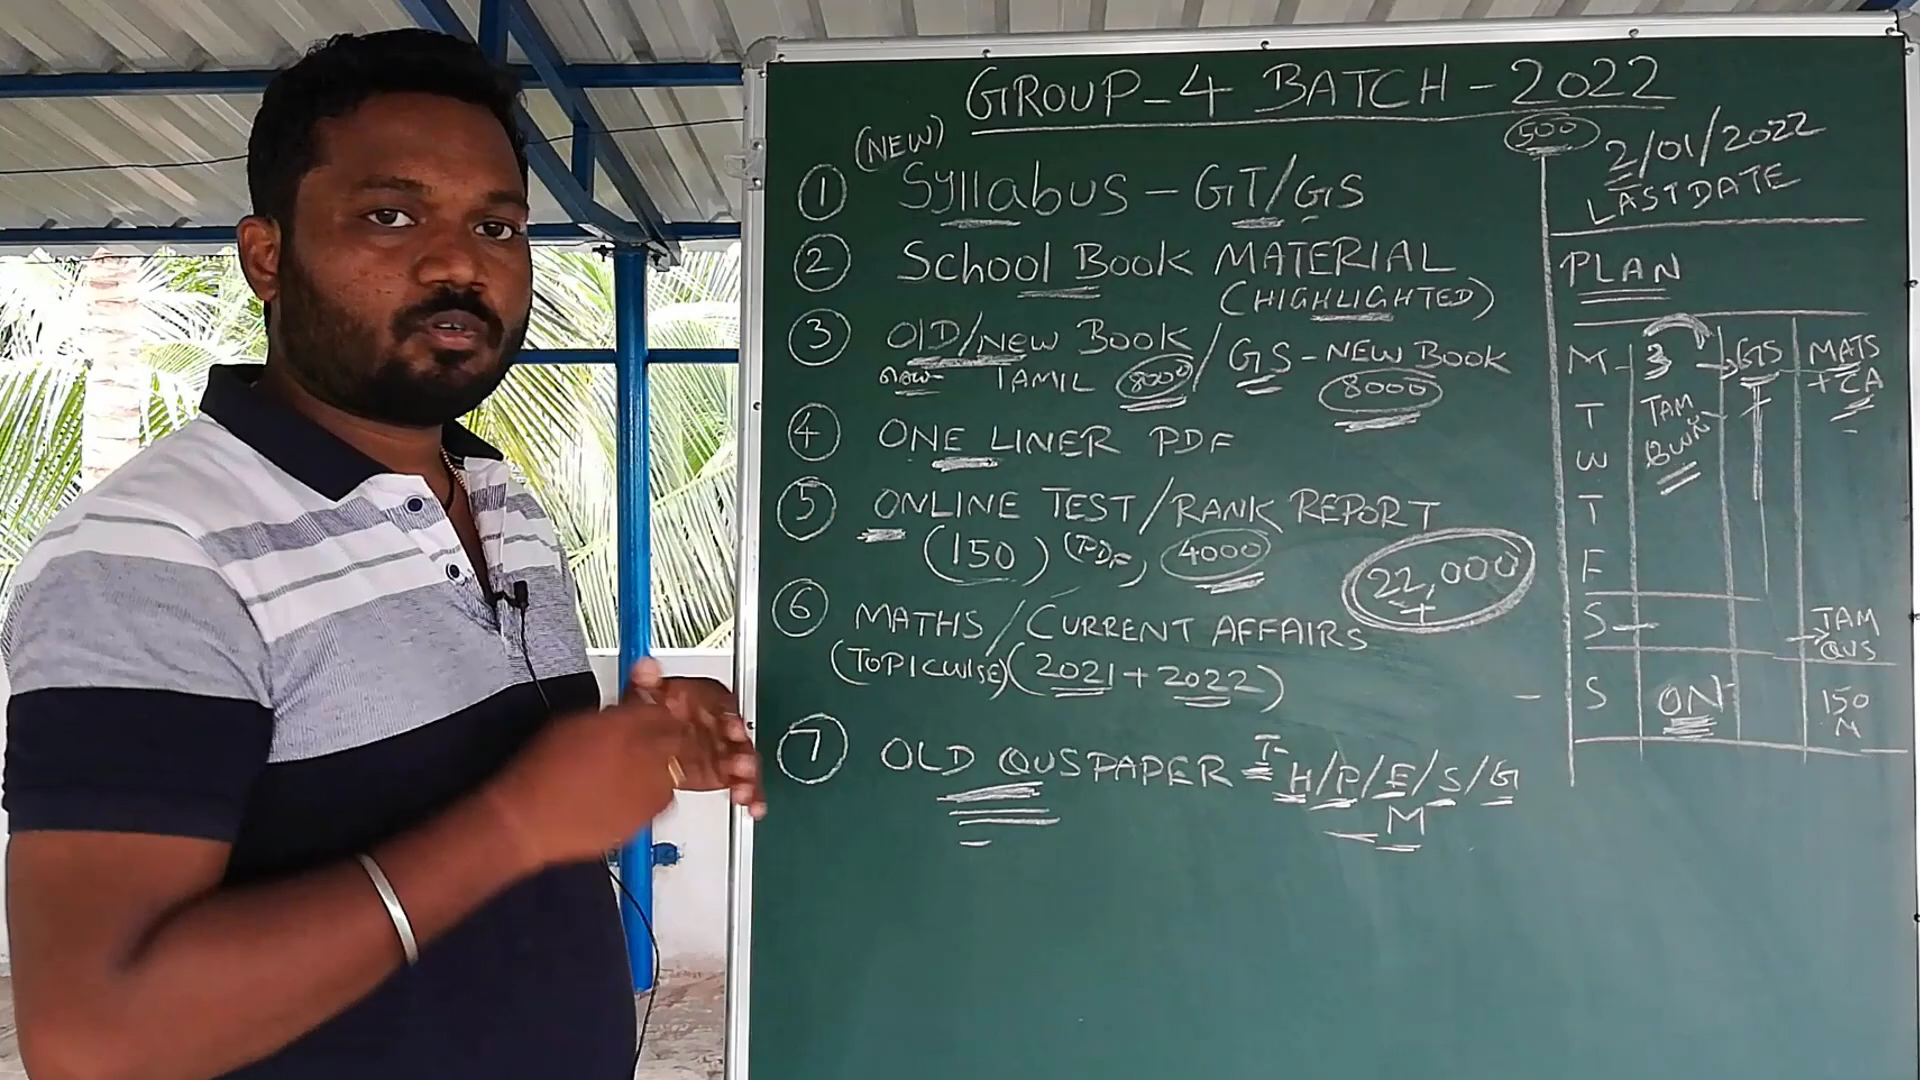 GROUP-4 BATCH-2022
(NEW)
① Syllabus - GT/GS
② School Book MATERIAL
(HIGHLIGHTED)
③ OLD/New Book / GS - NEW Book
TAMIL 8000 8000
④ ONE LINER PDF
⑤ ONLINE TEST/RANK REPORT
(150) (PDF) 4000
22,000
+
⑥ MATHS / CURRENT AFFAIRS
(TOPICWISE) (2021 + 2022)
⑦ OLD QUSPAPER - T- H/P/E/S/G
M
500
2/01/2022
LAST DATE
PLAN
M - 3 → GTS MATS
+ CA
T TAM
W
T
F
S - → TAM
QUS
- S ON 150
M